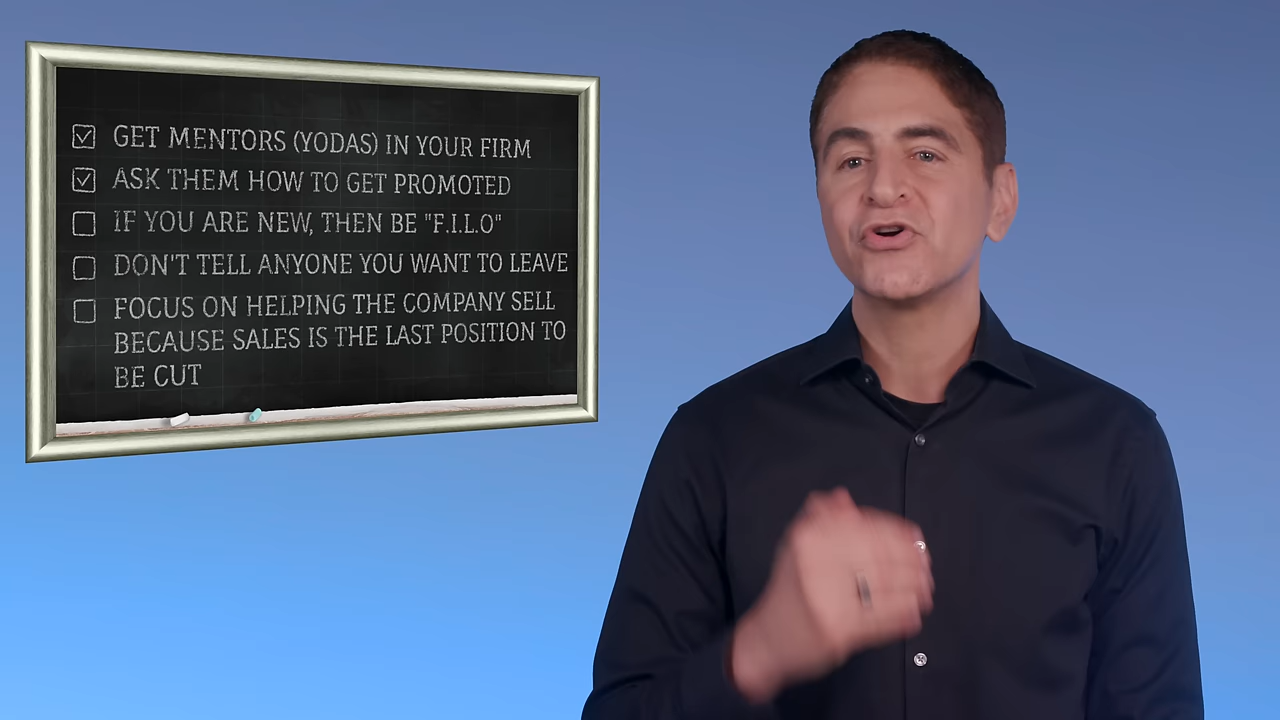 GET MENTORS (YODAS) IN YOUR FIRM
ASK THEM HOW TO GET PROMOTED
IF YOU ARE NEW, THEN BE "F.I.L.O"
DON'T TELL ANYONE YOU WANT TO LEAVE
FOCUS ON HELPING THE COMPANY SELL
BECAUSE SALES IS THE LAST POSITION TO
BE CUT